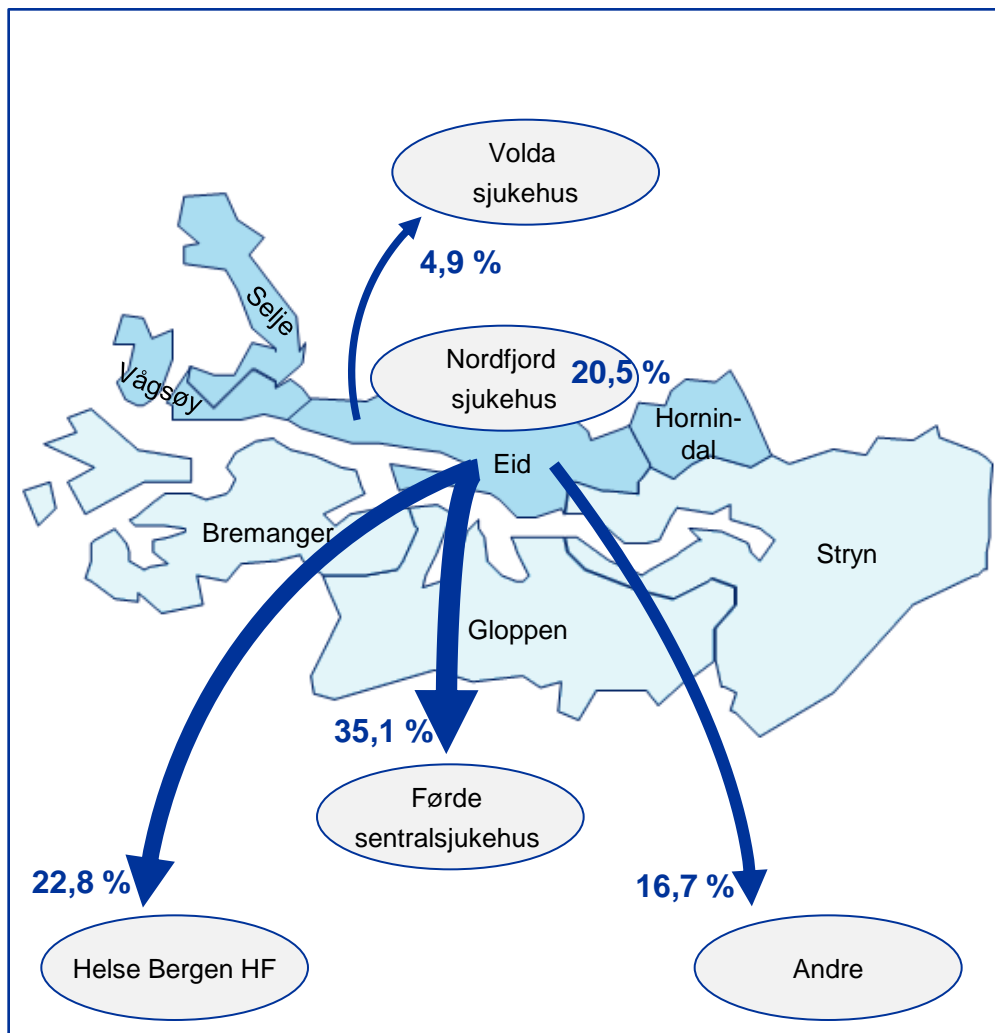 Volda
sjukehus
4,9 %
Selje
Nordfjord
sjukehus
20,5 %
Vågsøy
Hornin-
dal
Eid
Bremanger
Stryn
Gloppen
35,1 %
Førde
sentralsjukehus
22,8 %
16,7 %
Helse Bergen HF
Andre